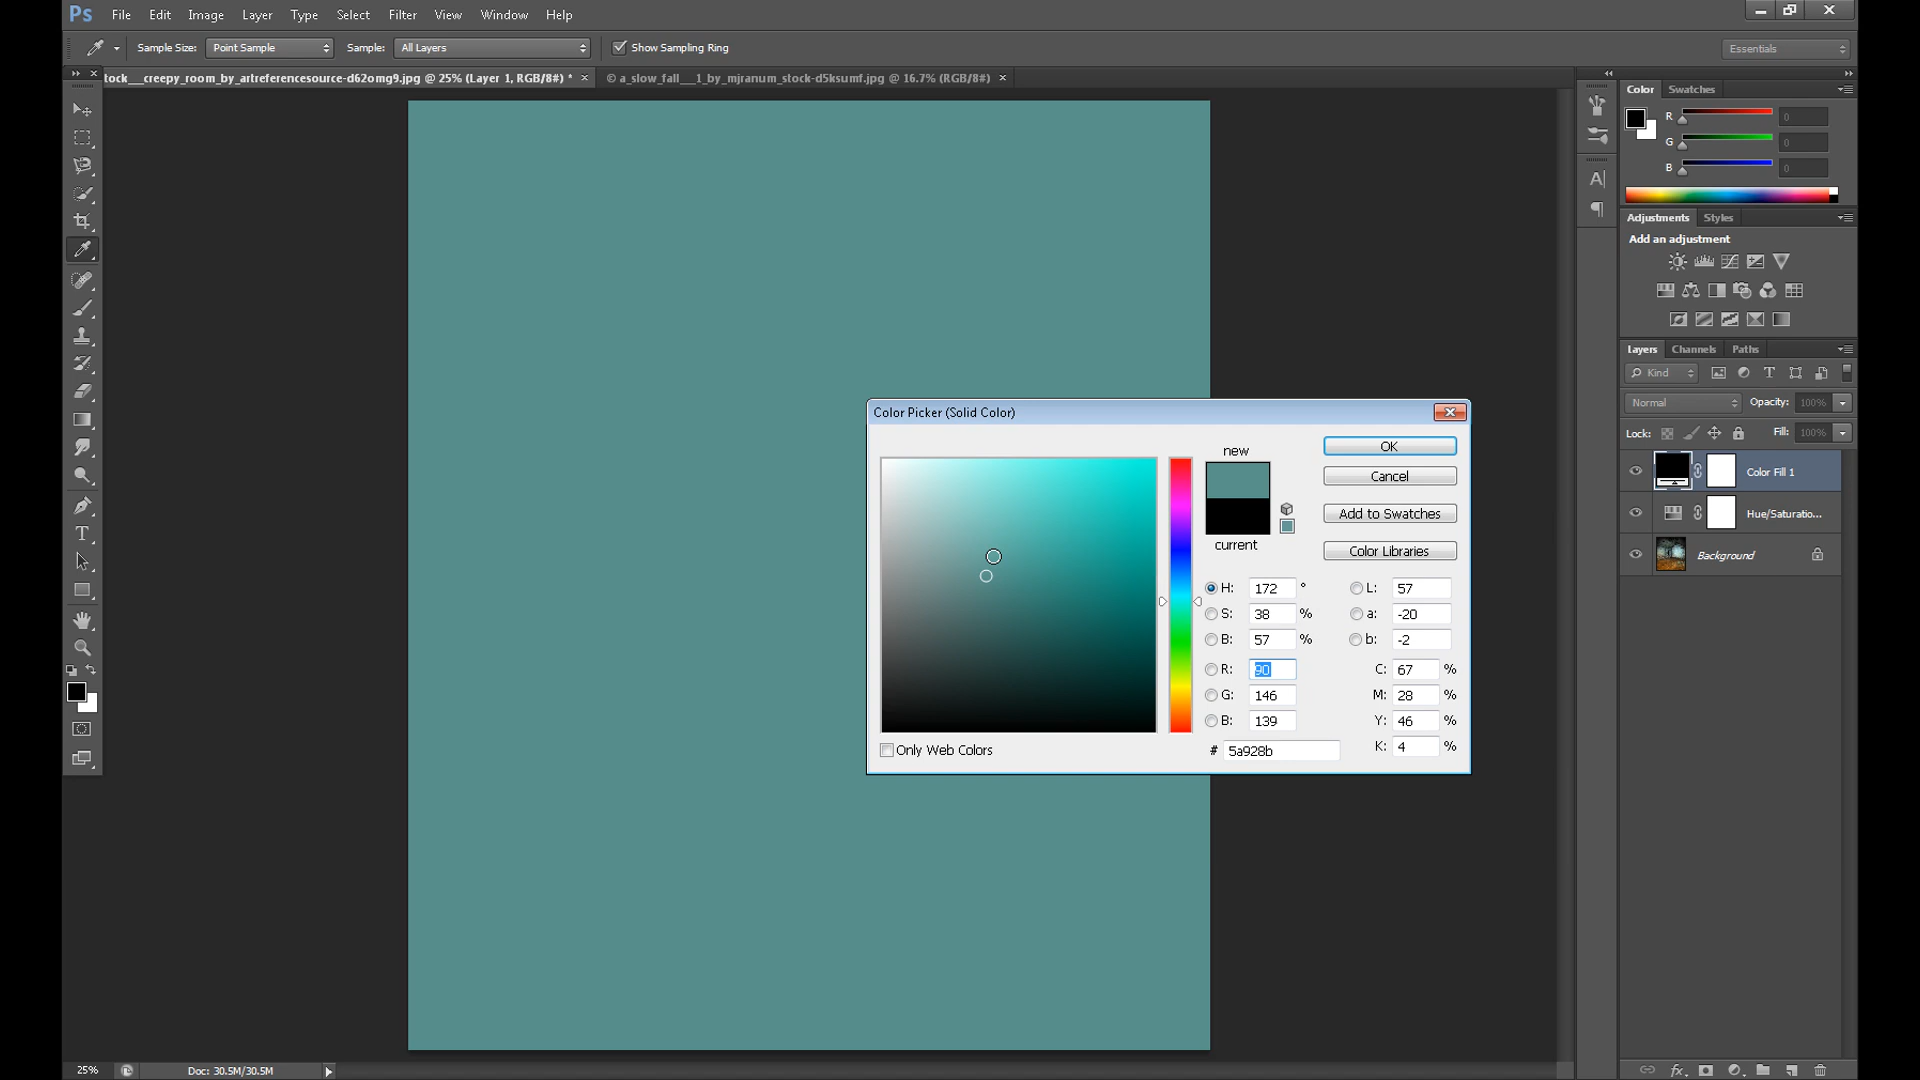 Ps File Edit Image Layer Type Select Filter View Window Help
Sample Size: Point Sample Sample: All Layers Show Sampling Ring Essentials
tock__creepy_room_by_artreferencesource-d62omg9.jpg @ 25% (Layer 1, RGB/8#) * × © a_slow_fall__1_by_mjranum_stock-d5ksumf.jpg @ 16.7% (RGB/8#) ×
Color Swatches
R 0
G 0
B 0
Adjustments Styles
Add an adjustment
Layers Channels Paths
Kind
Normal Opacity: 100%
Lock: Fill: 100%
Color Fill 1
Hue/Saturatio...
Background
Color Picker (Solid Color)
new
current
OK
Cancel
Add to Swatches
Color Libraries
H: 172 ° L: 57
S: 38 % a: -20
B: 57 % b: -2
R: 90 C: 67 %
G: 146 M: 28 %
B: 139 Y: 46 %
# 5a928b K: 4 %
Only Web Colors
25% Doc: 30.5M/30.5M